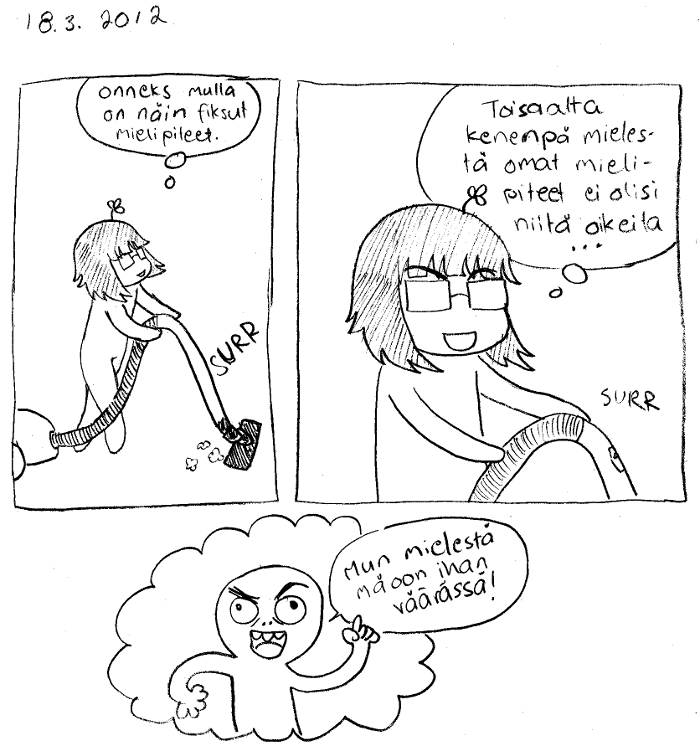 18.3. 2012
onneks mulla
on näin fiksut
mielipiteet.
SURR
Toisaalta
kenenpä mieles-
tä omat mieli-
piteet ei olisi
niitä oikeita
...
SURR
Mun mielestä
mä oon ihan
väärässä!